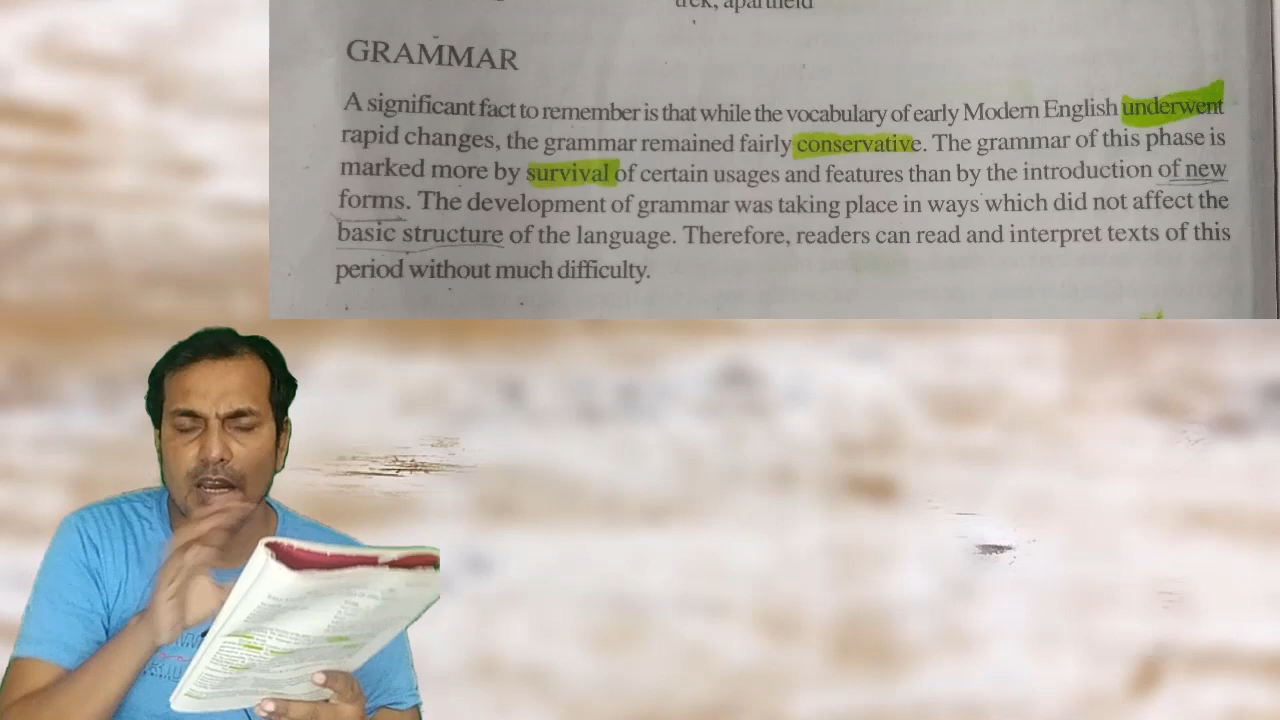 trek, apartheid
GRAMMAR
A significant fact to remember is that while the vocabulary of early Modern English underwent
rapid changes, the grammar remained fairly conservative. The grammar of this phase is
marked more by survival of certain usages and features than by the introduction of new
forms. The development of grammar was taking place in ways which did not affect the
basic structure of the language. Therefore, readers can read and interpret texts of this
period without much difficulty.